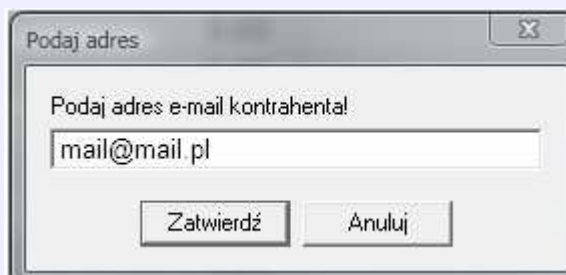 Podaj adres
Podaj adres e-mail kontrahenta!
mail@mail.pl
Zatwierdź Anuluj